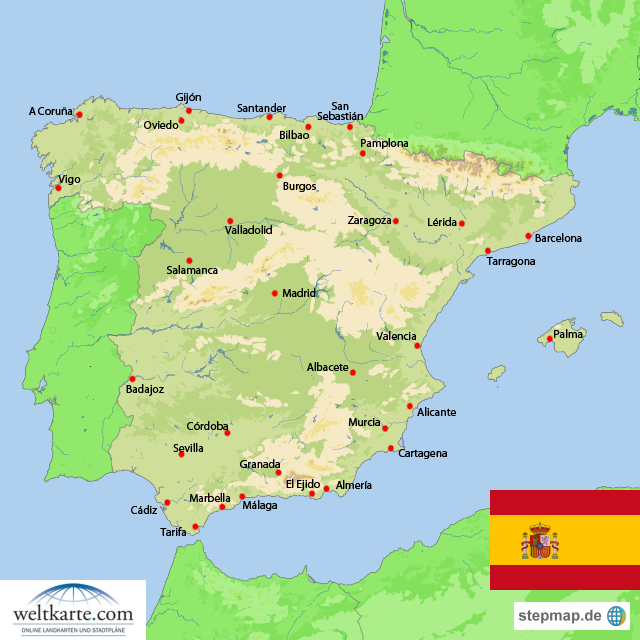 Gijón
A Coruña
Santander
San
Sebastián
Oviedo
Bilbao
Pamplona
Vigo
Burgos
Zaragoza
Lérida
Valladolid
Barcelona
Tarragona
Salamanca
Madrid
Valencia
Palma
Albacete
Badajoz
Alicante
Murcia
Córdoba
Sevilla
Cartagena
Granada
El Ejido
Almería
Marbella
Málaga
Cádiz
Tarifa
weltkarte.com
ONLINE LANDKARTEN UND STADTPLÄNE
stepmap.de